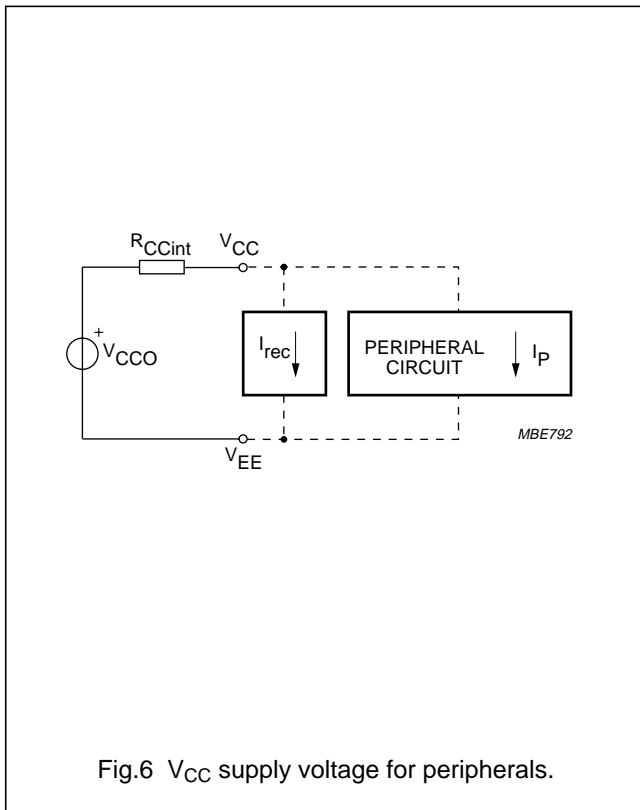 R_CCint V_CC
+
V_CCO
I_rec
PERIPHERAL
CIRCUIT
I_P
V_EE
MBE792
Fig.6 V_CC supply voltage for peripherals.